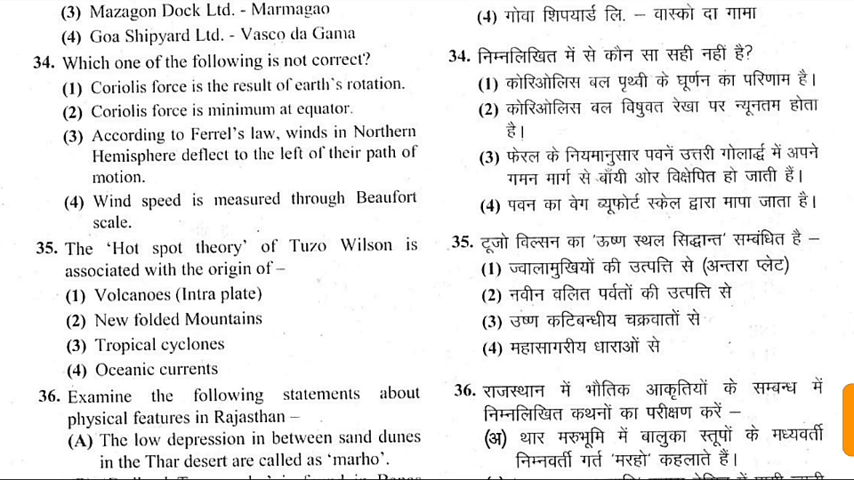 (3) Mazagon Dock Ltd. - Marmagao
(4) Goa Shipyard Ltd. - Vasco da Gama
34. Which one of the following is not correct?
(1) Coriolis force is the result of earth's rotation.
(2) Coriolis force is minimum at equator.
(3) According to Ferrel's law, winds in Northern
Hemisphere deflect to the left of their path of
motion.
(4) Wind speed is measured through Beaufort
scale.
35. The 'Hot spot theory' of Tuzo Wilson is
associated with the origin of –
(1) Volcanoes (Intra plate)
(2) New folded Mountains
(3) Tropical cyclones
(4) Oceanic currents
36. Examine the following statements about
physical features in Rajasthan –
(A) The low depression in between sand dunes
in the Thar desert are called as 'marho'.
(4) गोवा शिपयार्ड लि. – वास्को दा गामा
34. निम्नलिखित में से कौन सा सही नहीं है?
(1) कोरिओलिस बल पृथ्वी के घूर्णन का परिणाम है।
(2) कोरिओलिस बल विषुवत रेखा पर न्यूनतम होता
है।
(3) फेरल के नियमानुसार पवनें उत्तरी गोलार्द्ध में अपने
गमन मार्ग से बाँयी ओर विक्षेपित हो जाती हैं।
(4) पवन का वेग ब्यूफोर्ट स्केल द्वारा मापा जाता है।
35. टूजो विल्सन का 'ऊष्ण स्थल सिद्धान्त' सम्बंधित है –
(1) ज्वालामुखियों की उत्पत्ति से (अन्तरा प्लेट)
(2) नवीन वलित पर्वतों की उत्पत्ति से
(3) उष्ण कटिबन्धीय चक्रवातों से
(4) महासागरीय धाराओं से
36. राजस्थान में भौतिक आकृतियों के सम्बन्ध में
निम्नलिखित कथनों का परीक्षण करें –
(अ) थार मरुभूमि में बालुका स्तूपों के मध्यवर्ती
निम्नवर्ती गर्त 'मरहो' कहलाते हैं।